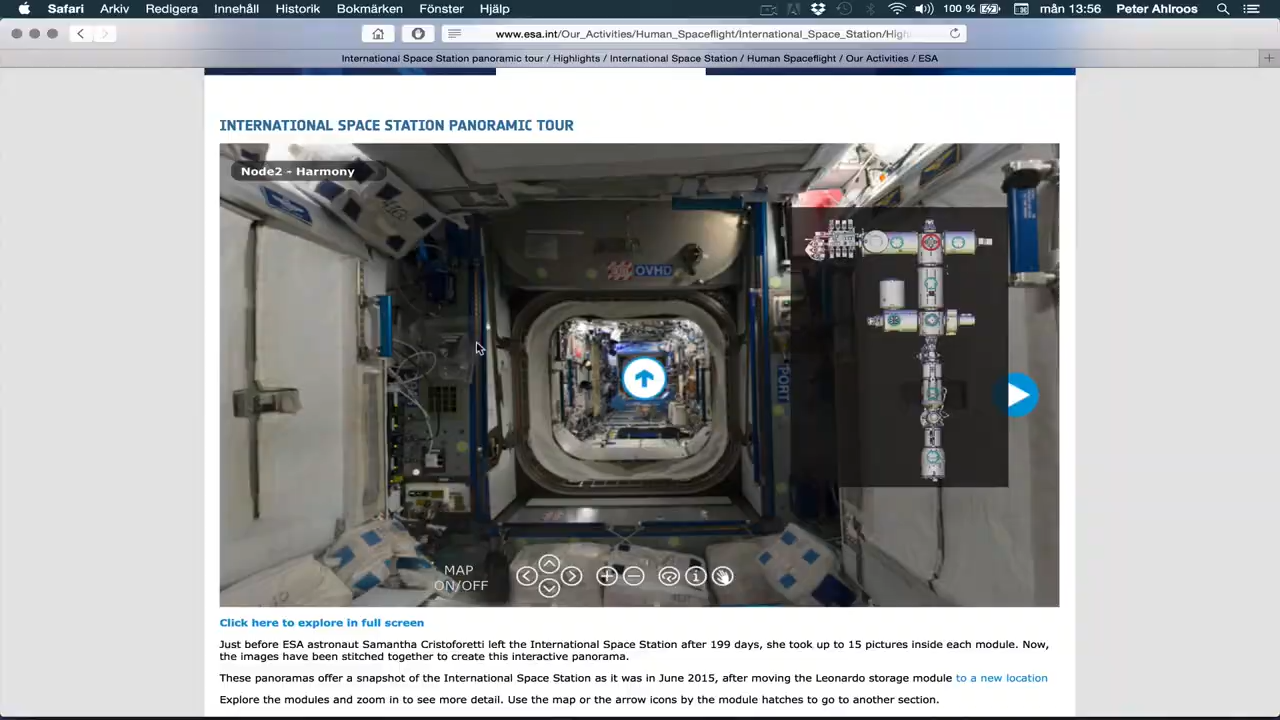 Safari Arkiv Redigera Innehåll Historik Bokmärken Fönster Hjälp 100 % mån 13:56 Peter Ahlroos
www.esa.int/Our_Activities/Human_Spaceflight/International_Space_Station/High
International Space Station panoramic tour / Highlights / International Space Station / Human Spaceflight / Our Activities / ESA
INTERNATIONAL SPACE STATION PANORAMIC TOUR
Node2 - Harmony
OVHD
PORT
MAP
ON/OFF
Click here to explore in full screen
Just before ESA astronaut Samantha Cristoforetti left the International Space Station after 199 days, she took up to 15 pictures inside each module. Now,
the images have been stitched together to create this interactive panorama.
These panoramas offer a snapshot of the International Space Station as it was in June 2015, after moving the Leonardo storage module to a new location
Explore the modules and zoom in to see more detail. Use the map or the arrow icons by the module hatches to go to another section.